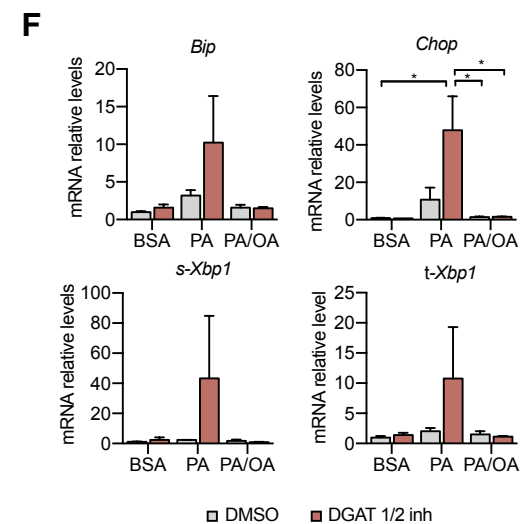 F
Bip
mRNA relative levels
20
15
10
5
0
BSA PA PA/OA
Chop
mRNA relative levels
80
60
40
20
0
* * *
BSA PA PA/OA
s-Xbp1
mRNA relative levels
100
80
60
40
20
0
BSA PA PA/OA
t-Xbp1
mRNA relative level
25
20
15
10
5
0
BSA PA PA/OA
DMSO DGAT 1/2 inh